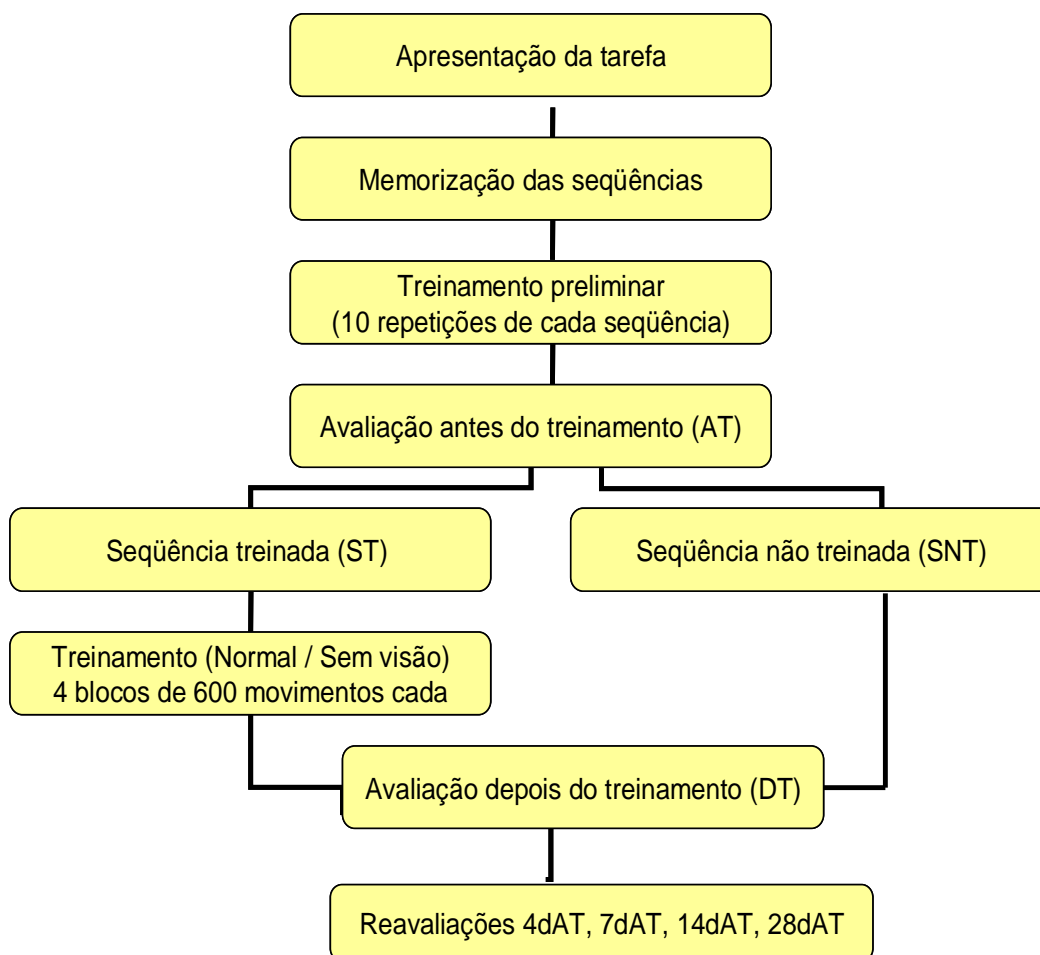 Apresentação da tarefa
Memorização das seqüências
Treinamento preliminar
(10 repetições de cada seqüência)
Avaliação antes do treinamento (AT)
Seqüência treinada (ST)
Seqüência não treinada (SNT)
Treinamento (Normal / Sem visão)
4 blocos de 600 movimentos cada
Avaliação depois do treinamento (DT)
Reavaliações 4dAT, 7dAT, 14dAT, 28dAT